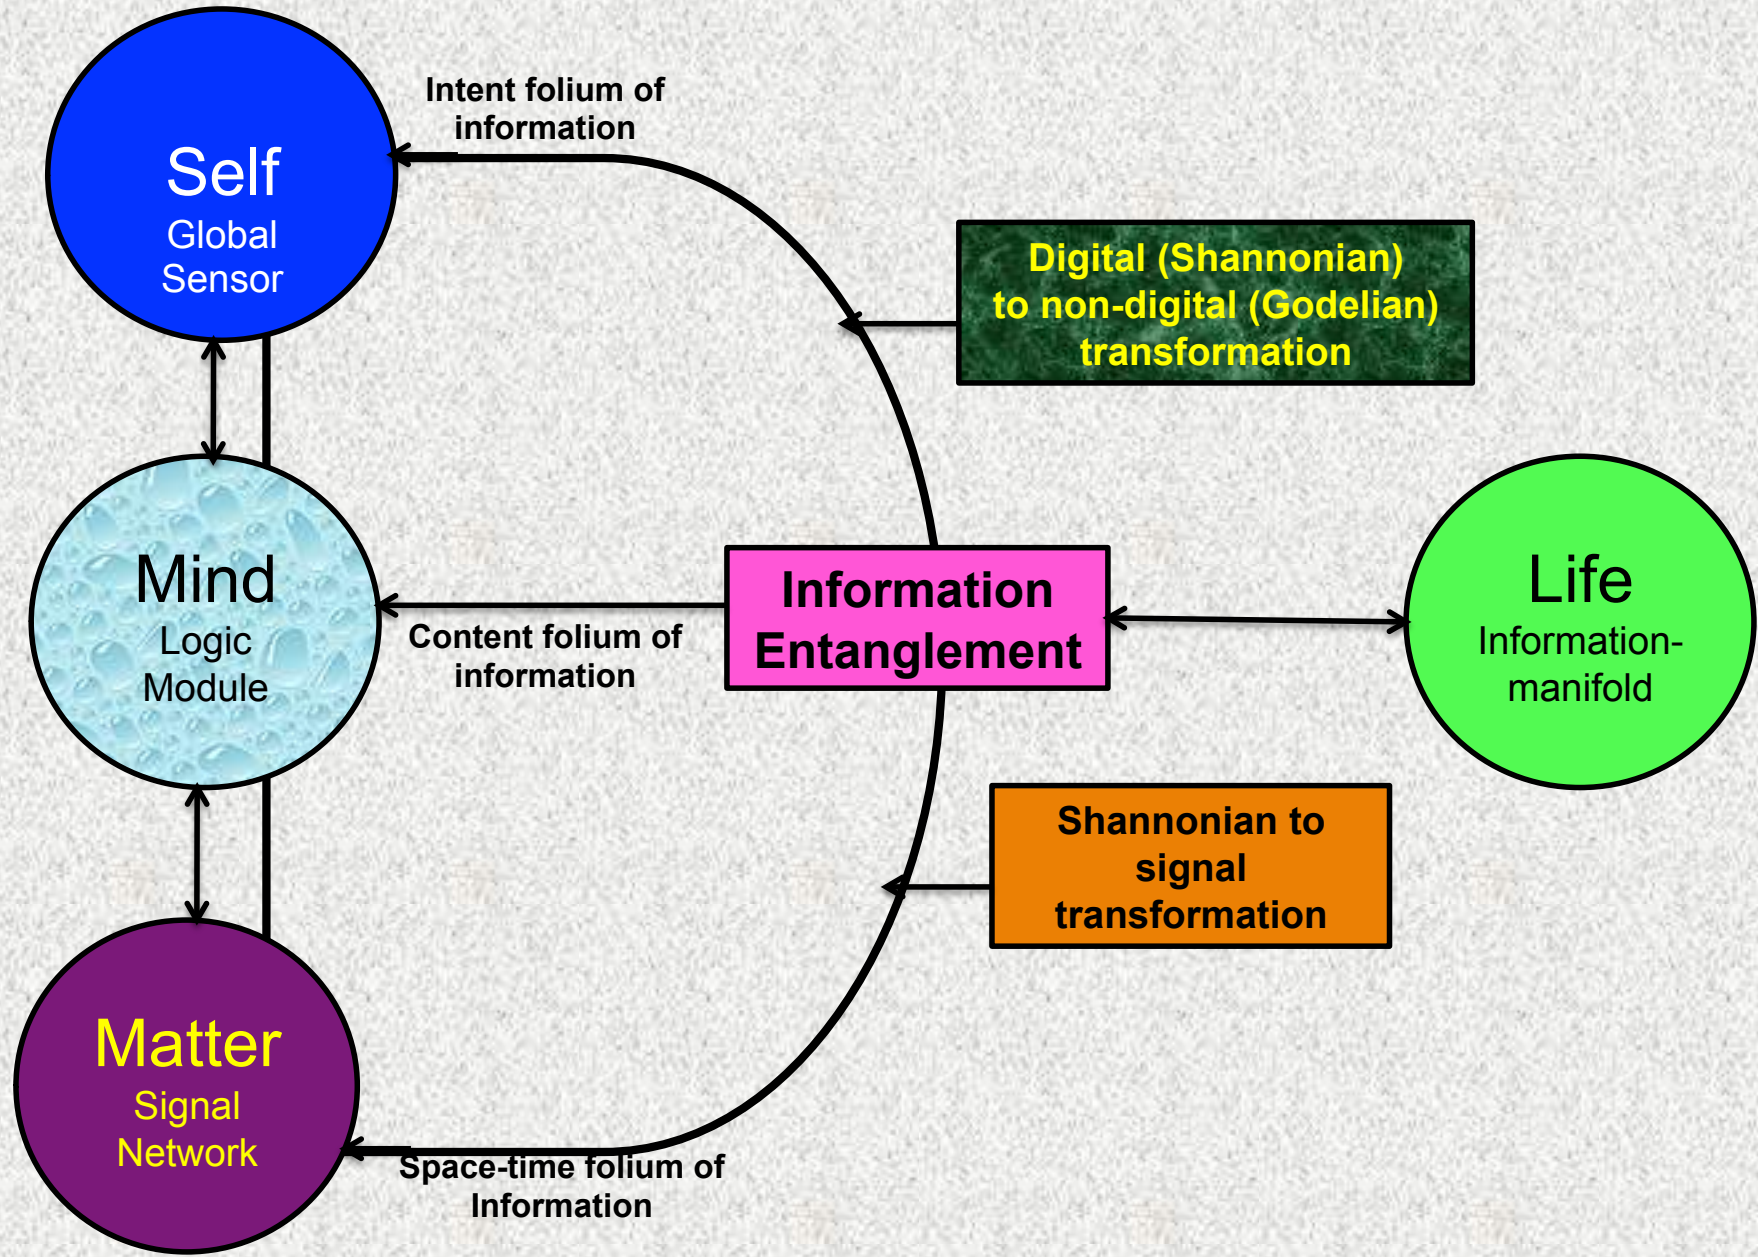 Intent folium of
information
Self
Global
Sensor
Digital (Shannonian)
to non-digital (Godelian)
transformation
Mind
Logic
Module
Content folium of
information
Information
Entanglement
Life
Information-
manifold
Shannonian to
signal
transformation
Matter
Signal
Network
Space-time folium of
Information